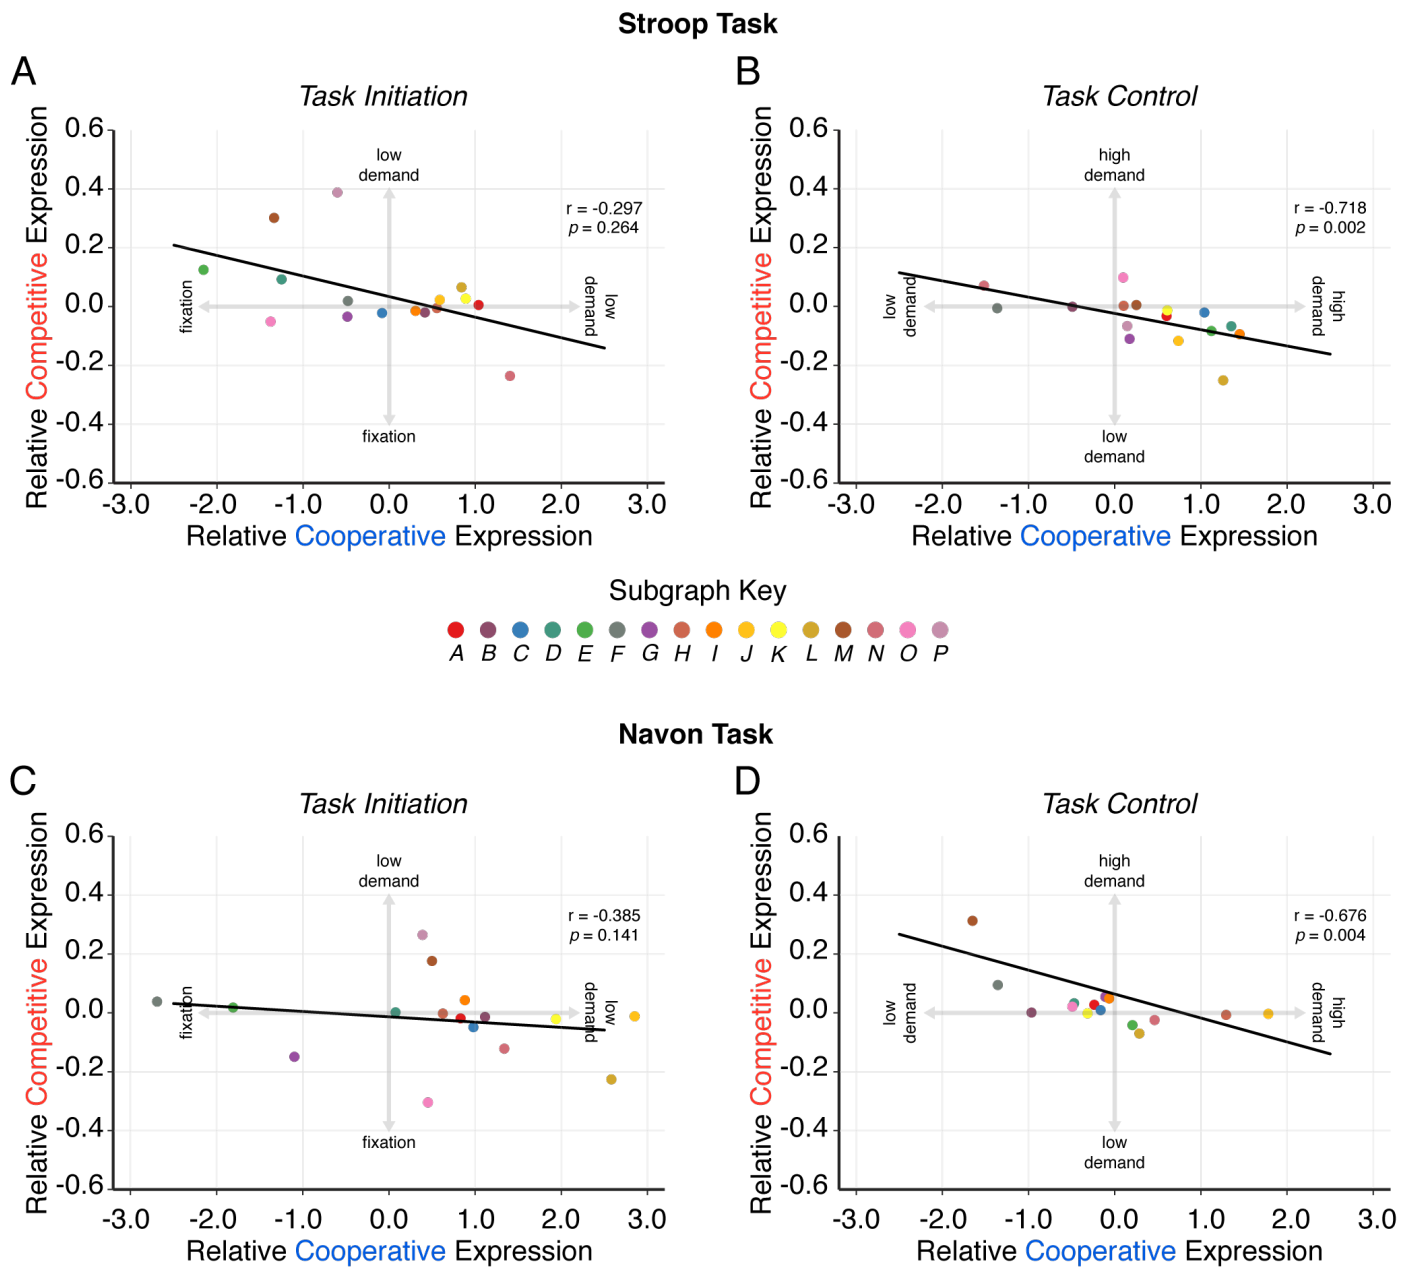 Stroop Task
A
Task Initiation
Relative Competitive Expression
0.6
0.4
0.2
0.0
-0.2
-0.4
-0.6
low
demand
r = -0.297
p = 0.264
fixation
low
demand
fixation
-3.0 -2.0 -1.0 0.0 1.0 2.0 3.0
Relative Cooperative Expression
B
Task Control
Relative Competitive Expression
0.6
0.4
0.2
0.0
-0.2
-0.4
-0.6
high
demand
r = -0.718
p = 0.002
low
demand
high
demand
low
demand
-3.0 -2.0 -1.0 0.0 1.0 2.0 3.0
Relative Cooperative Expression
Subgraph Key
A B C D E F G H I J K L M N O P
Navon Task
C
Task Initiation
Relative Competitive Expression
0.6
0.4
0.2
0.0
-0.2
-0.4
-0.6
low
demand
r = -0.385
p = 0.141
fixation
low
demand
fixation
-3.0 -2.0 -1.0 0.0 1.0 2.0 3.0
Relative Cooperative Expression
D
Task Control
Relative Competitive Expression
0.6
0.4
0.2
0.0
-0.2
-0.4
-0.6
high
demand
r = -0.676
p = 0.004
low
demand
high
demand
low
demand
-3.0 -2.0 -1.0 0.0 1.0 2.0 3.0
Relative Cooperative Expression